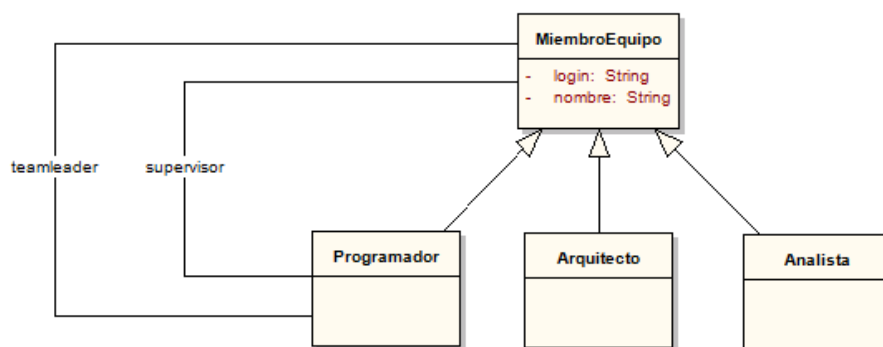 MiembroEquipo
- login: String
- nombre: String
teamleader
supervisor
Programador
Arquitecto
Analista